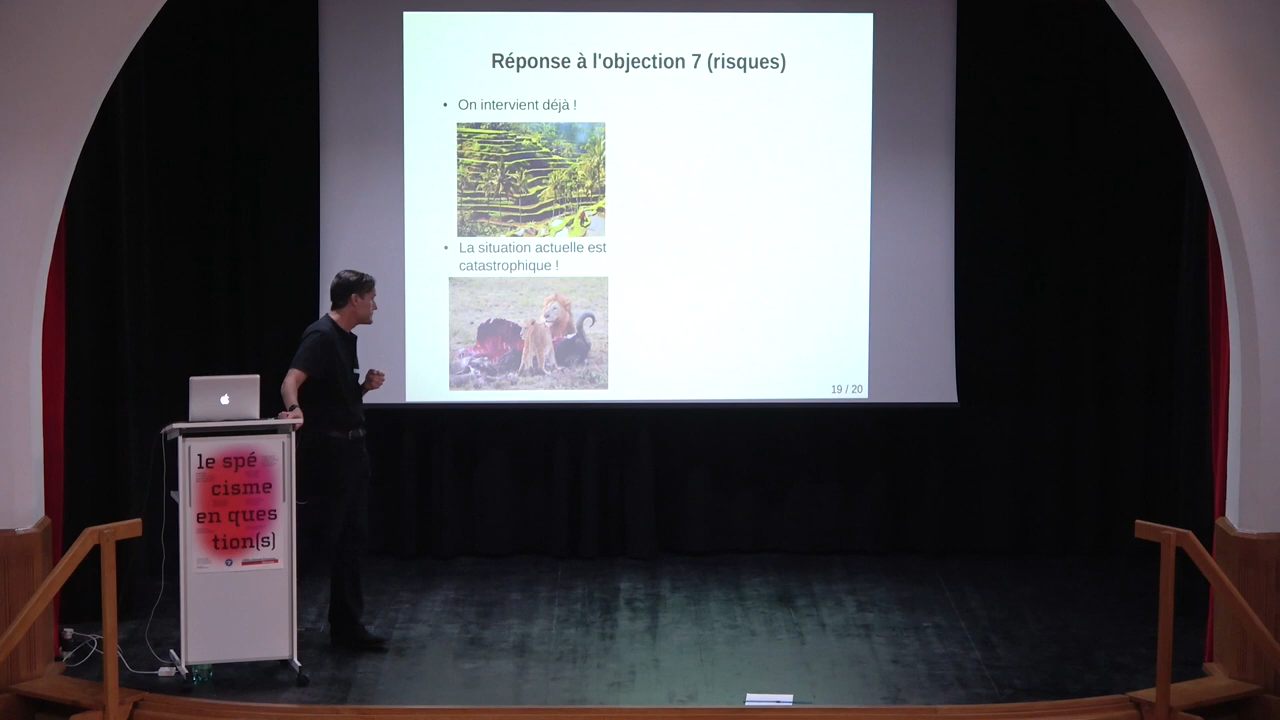 Réponse à l'objection 7 (risques)
• On intervient déjà !
• La situation actuelle est
catastrophique !
19 / 20
le spé
cisme
en ques
tion(s)